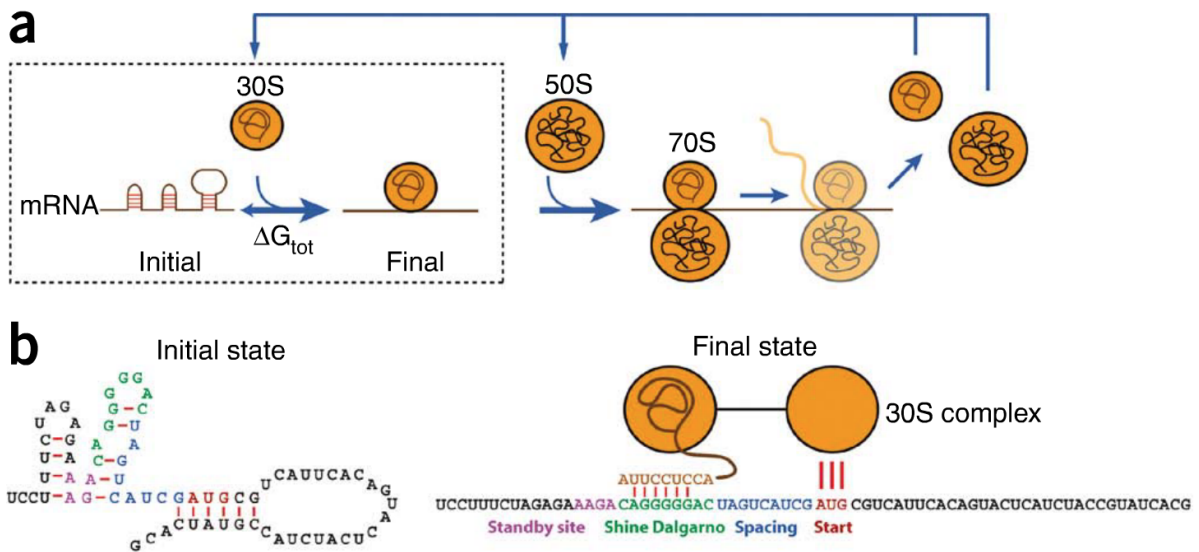 a
30S
50S
70S
mRNA
ΔGtot
Initial
Final
b
Initial state
UCCUUUCUAGAGAAAGACAGGGGGACUAGUCAUCGAUGCGUCAUUCACAGUACUCAUCUACCGUAUCACG
Final state
30S complex
AUUCCUCCA
UCCUUUCUAGAGAAAGACAGGGGGACUAGUCAUCGAUGCGUCAUUCACAGUACUCAUCUACCGUAUCACG
Standby site Shine Dalgarno Spacing Start